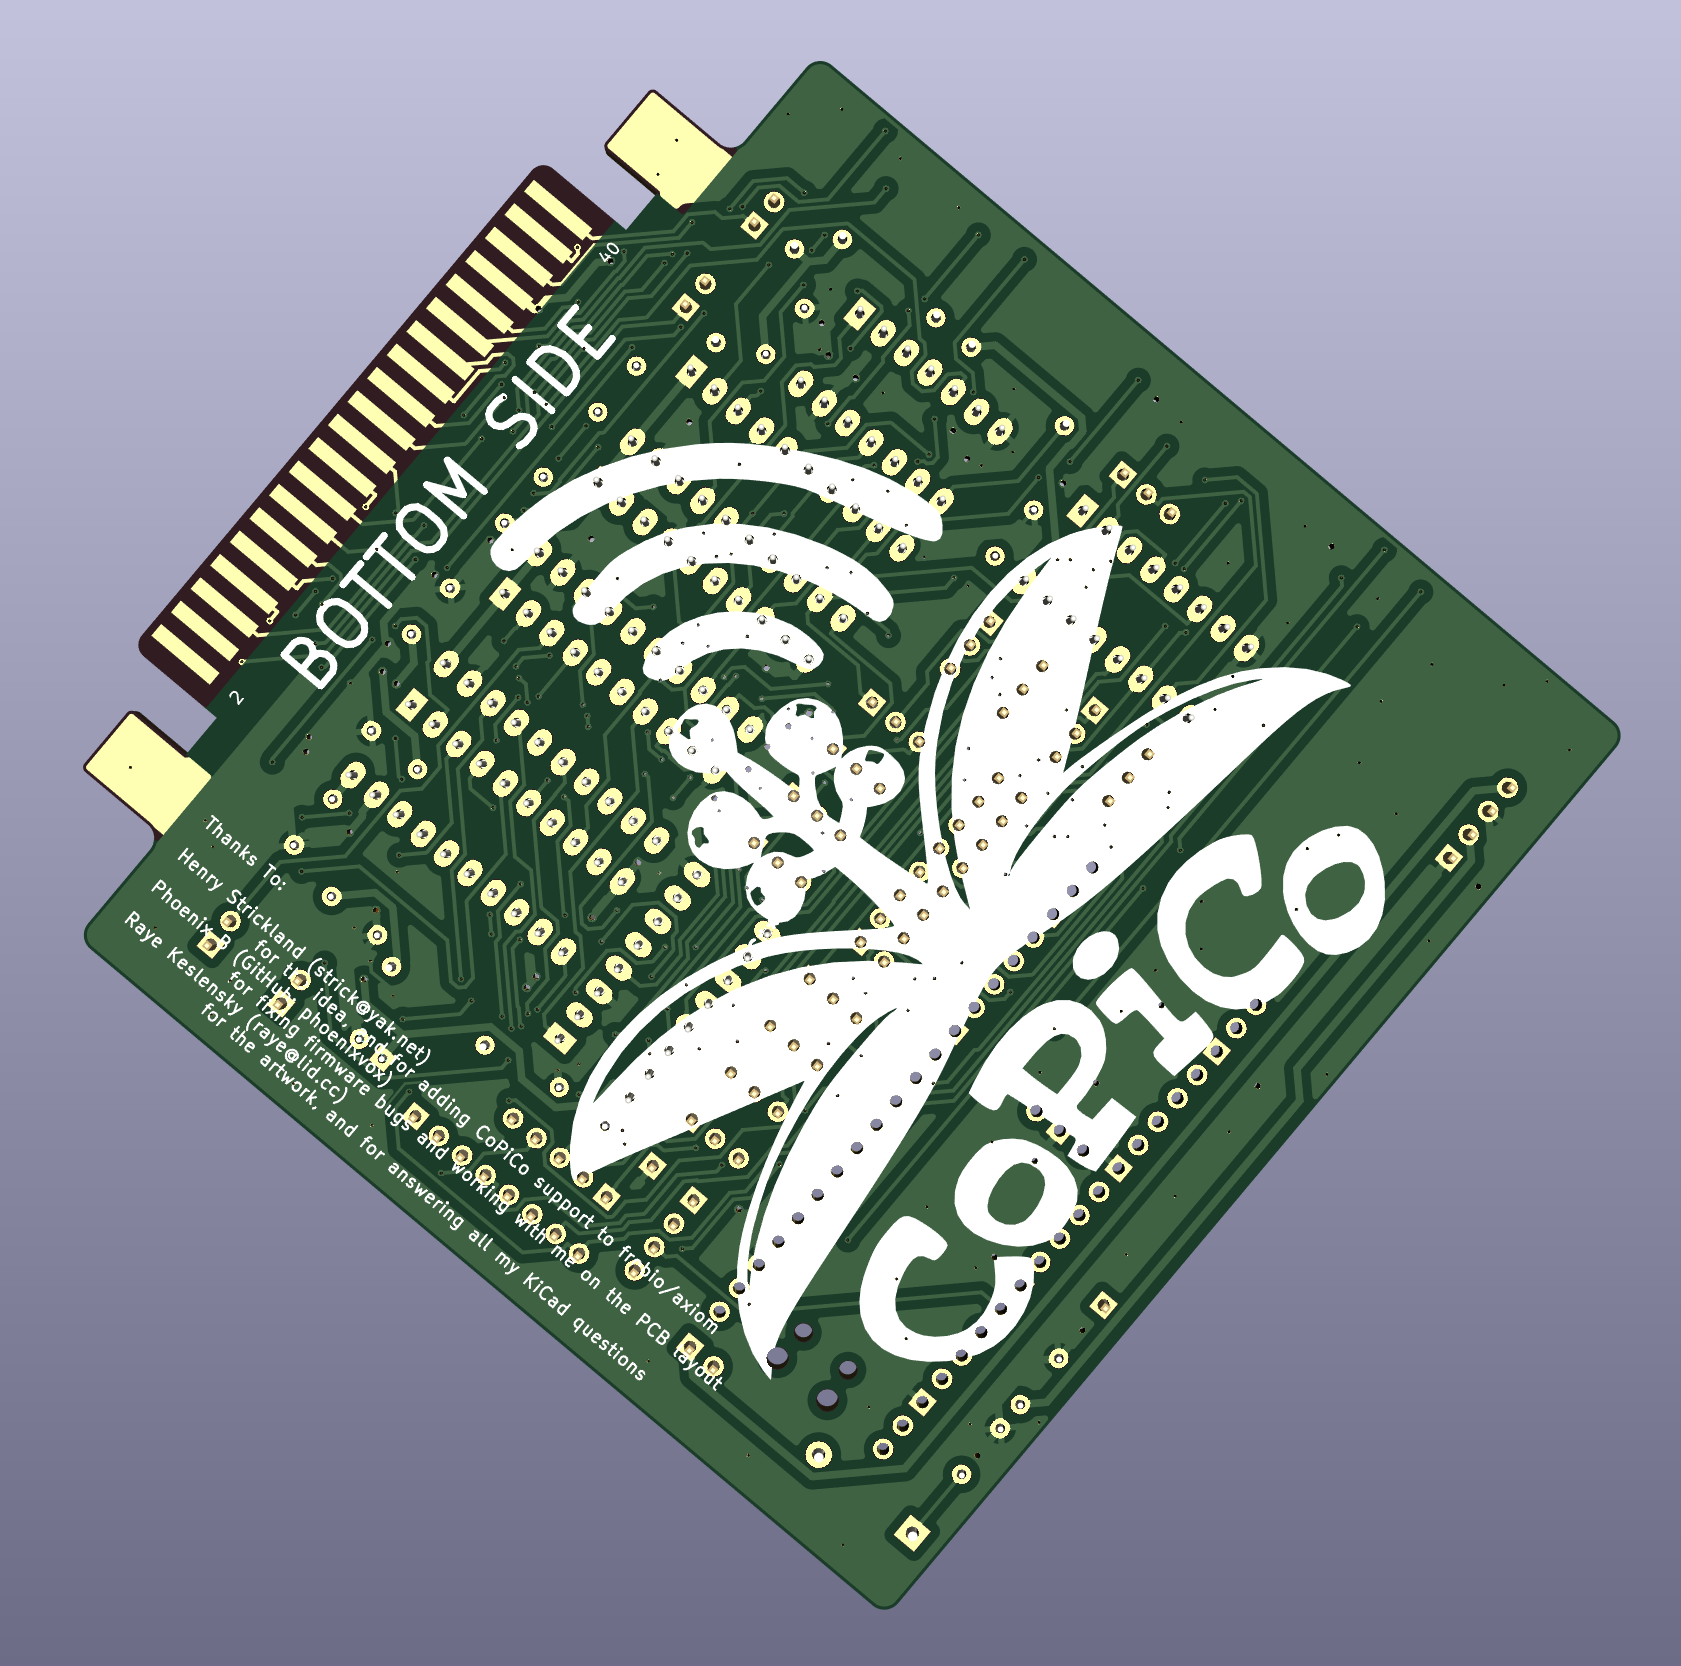 40
BOTTOM SIDE
2
Thanks To:
Henry Strickland (strick@yak.net)
for the idea, and for adding CoPiCo support to frobio/axiom
Phoenix B (GitHub: phoenixvox)
for fixing firmware bugs and working with me on the PCB layout
Raye Keslensky (raye@lid.cc)
for the artwork, and for answering all my KiCad questions
CoPiCo